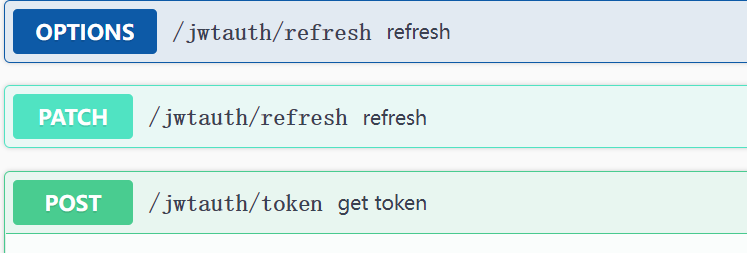 OPTIONS /jwtauth/refresh refresh
PATCH /jwtauth/refresh refresh
POST /jwtauth/token get token